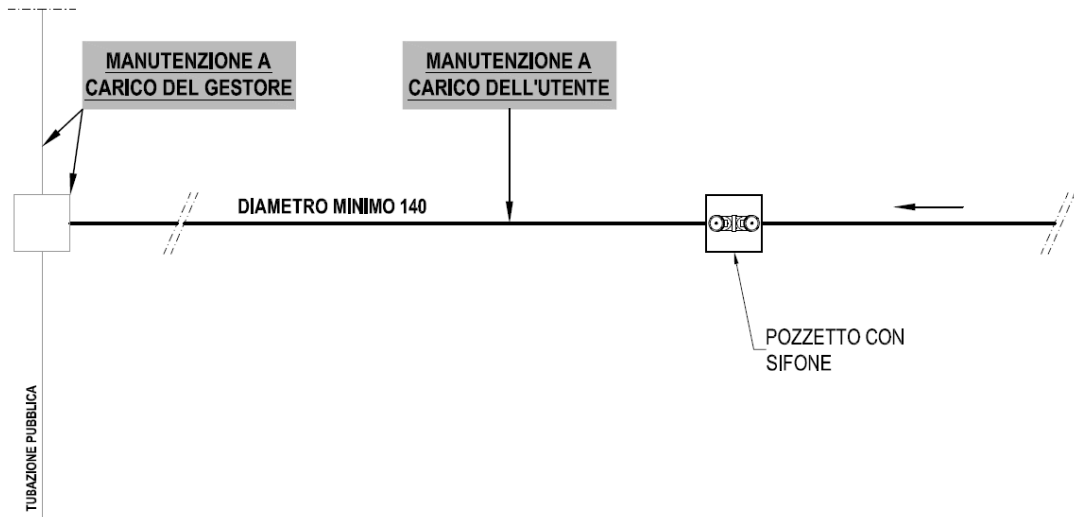 MANUTENZIONE A
CARICO DEL GESTORE
MANUTENZIONE A
CARICO DELL'UTENTE
DIAMETRO MINIMO 140
POZZETTO CON
SIFONE
TUBAZIONE PUBBLICA